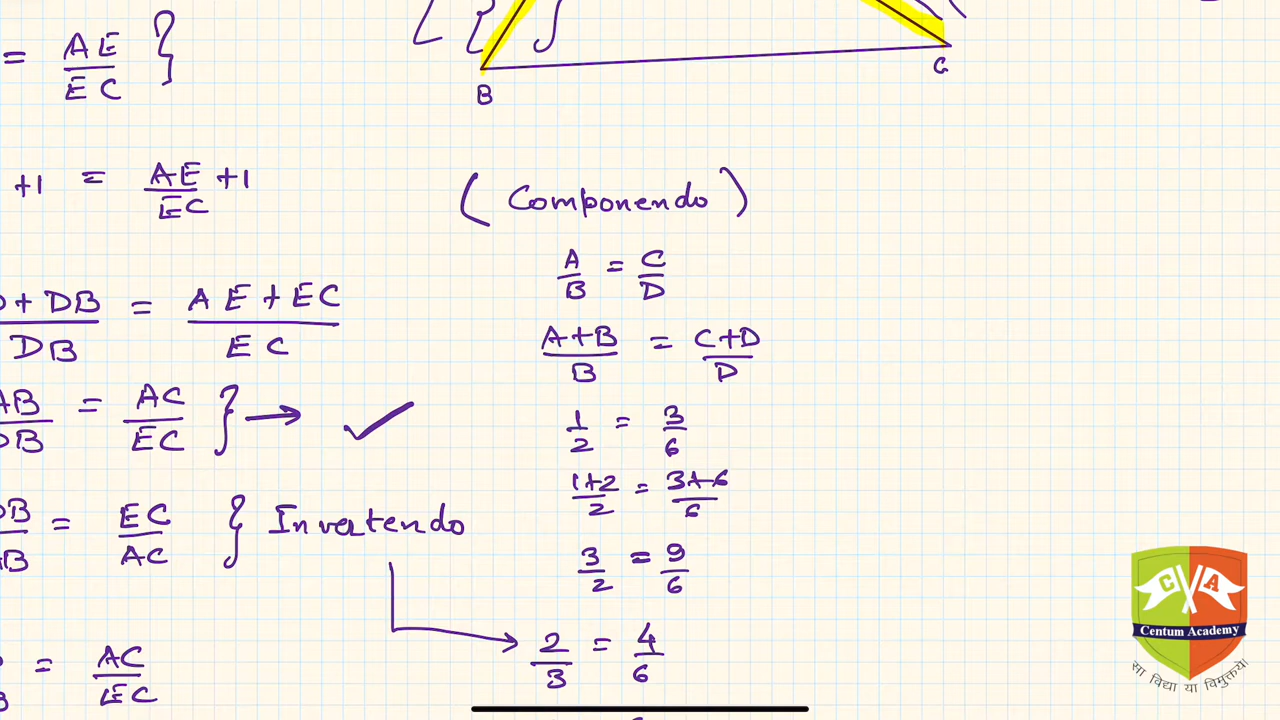 = AE/EC }
B
C
+1 = AE/EC +1
(Componendo)
A/B = C/D
+ DB/DB = AE + EC/EC
A+B/B = C+D/D
AB/DB = AC/EC } →
1/2 = 3/6
1+2/2 = 3+6/6
DB/AB = EC/AC } Invertendo
3/2 = 9/6
2/3 = 4/6
= AC/EC
C A
Centum Academy
सा विद्या या विमुक्तये